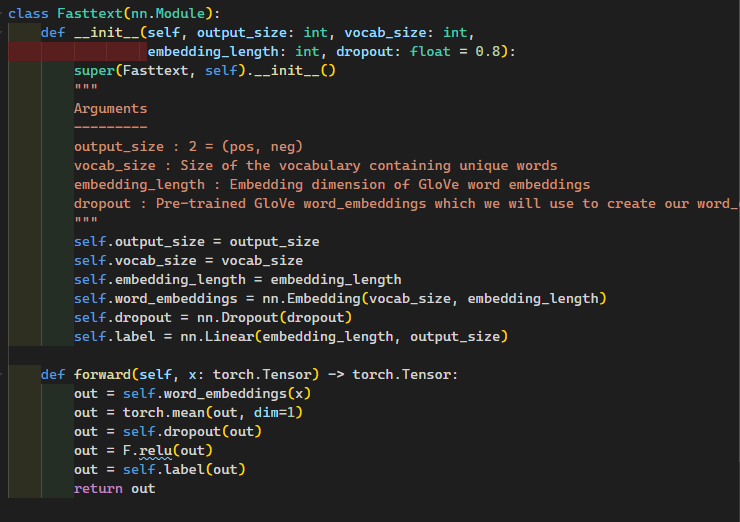 class Fasttext(nn.Module):
    def __init__(self, output_size: int, vocab_size: int,
                 embedding_length: int, dropout: float = 0.8):
        super(Fasttext, self).__init__()
        """
        Arguments
        ---------
        output_size : 2 = (pos, neg)
        vocab_size : Size of the vocabulary containing unique words
        embedding_length : Embedding dimension of GloVe word embeddings
        dropout : Pre-trained GloVe word_embeddings which we will use to create our word_
        """
        self.output_size = output_size
        self.vocab_size = vocab_size
        self.embedding_length = embedding_length
        self.word_embeddings = nn.Embedding(vocab_size, embedding_length)
        self.dropout = nn.Dropout(dropout)
        self.label = nn.Linear(embedding_length, output_size)

    def forward(self, x: torch.Tensor) -> torch.Tensor:
        out = self.word_embeddings(x)
        out = torch.mean(out, dim=1)
        out = self.dropout(out)
        out = F.relu(out)
        out = self.label(out)
        return out